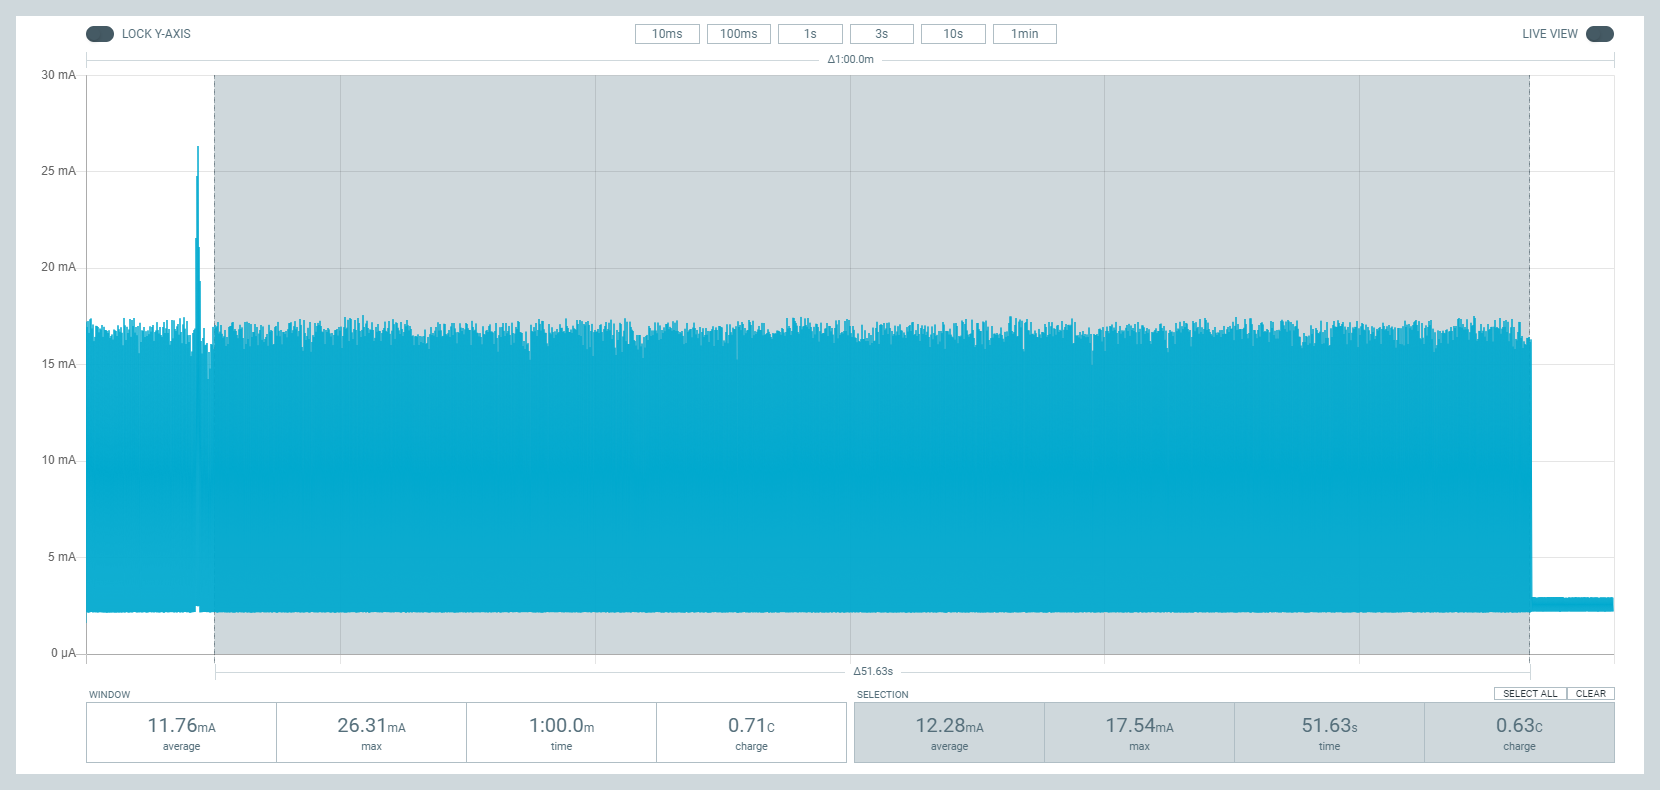 LOCK Y-AXIS
10ms 100ms 1s 3s 10s 1min
LIVE VIEW
Δ1:00.0m
30 mA
25 mA
20 mA
15 mA
10 mA
5 mA
0 µA
Δ51.63s
WINDOW
11.76mA 26.31mA 1:00.0m 0.71C
average max time charge
SELECTION
SELECT ALL CLEAR
12.28mA 17.54mA 51.63s 0.63C
average max time charge